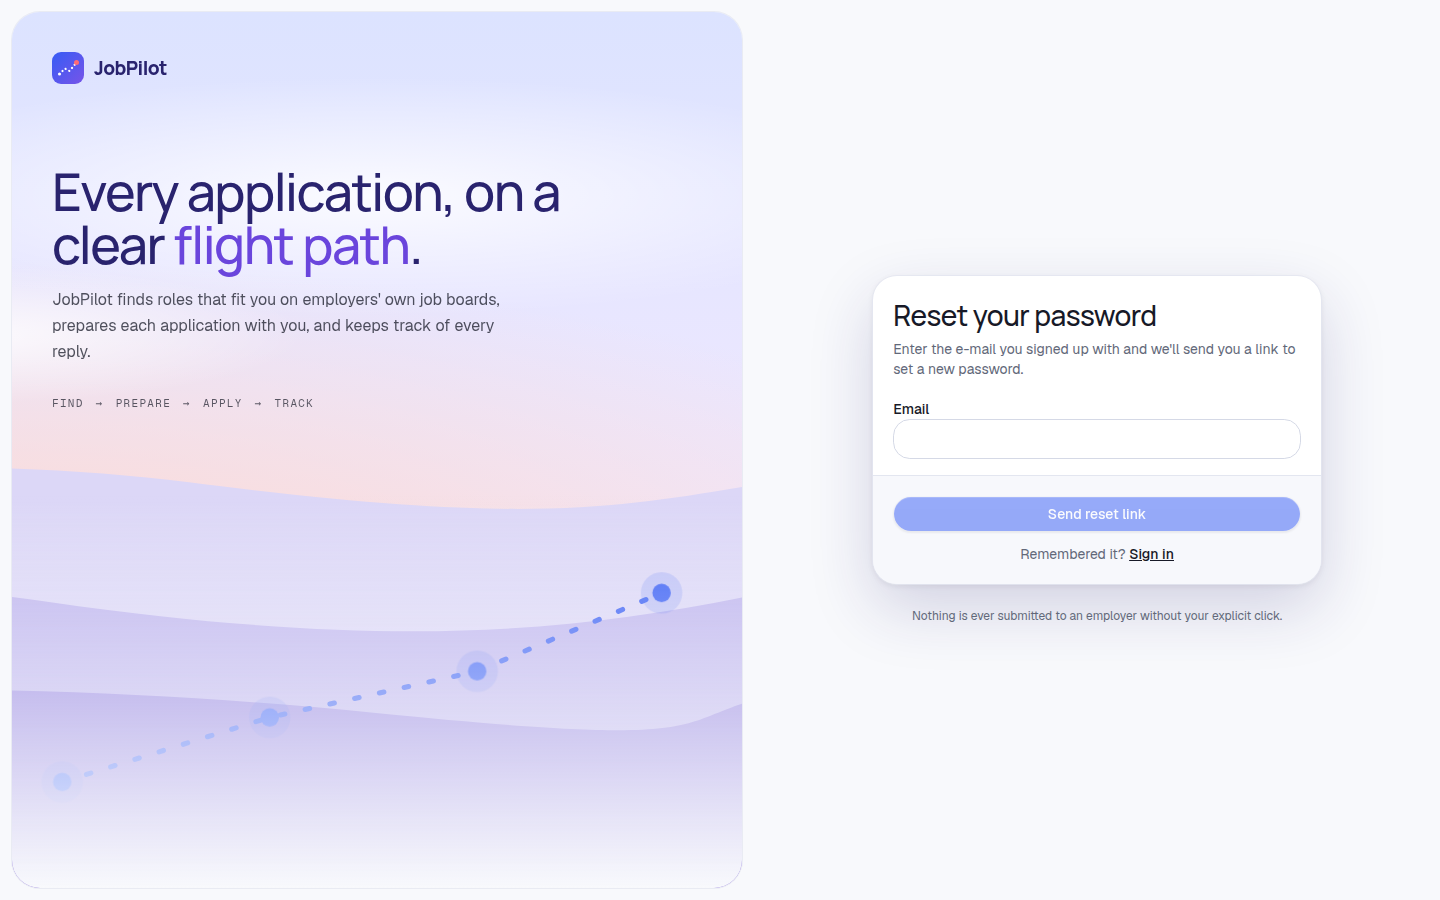 JobPilot
Every application, on a
clear flight path.
JobPilot finds roles that fit you on employers' own job boards,
prepares each application with you, and keeps track of every
reply.
FIND → PREPARE → APPLY → TRACK
Reset your password
Enter the e-mail you signed up with and we'll send you a link to
set a new password.
Email
Send reset link
Remembered it? Sign in
Nothing is ever submitted to an employer without your explicit click.